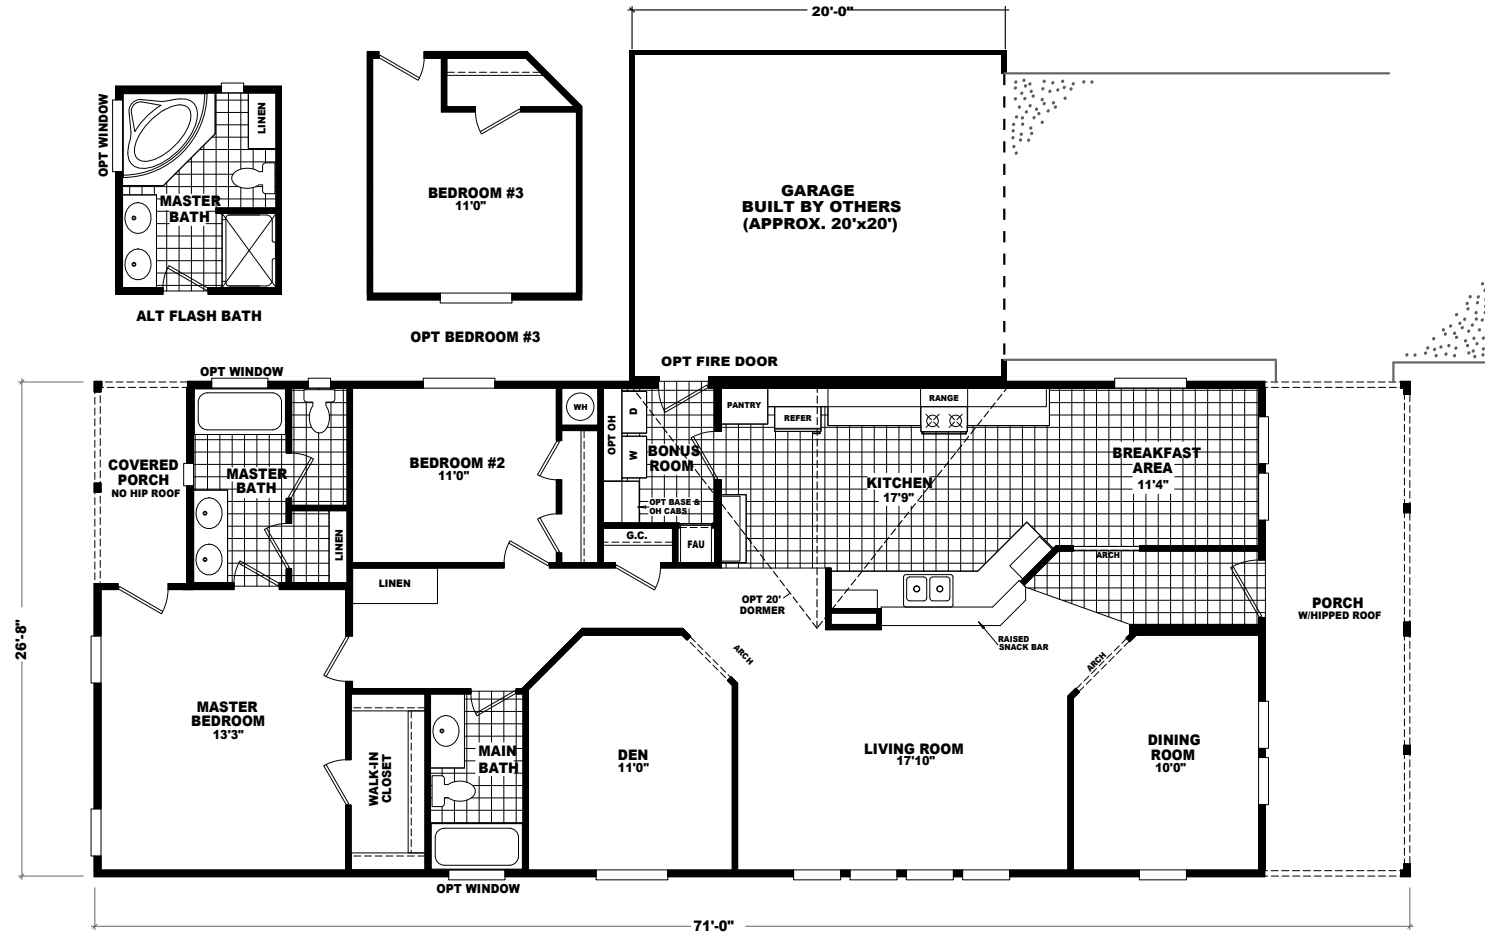 20'-0"
OPT WINDOW
LINEN
MASTER
BATH
ALT FLASH BATH
BEDROOM #3
11'0"
OPT BEDROOM #3
GARAGE
BUILT BY OTHERS
(APPROX. 20'x20')
OPT FIRE DOOR
OPT WINDOW
COVERED
PORCH
NO HIP ROOF
MASTER
BATH
LINEN
BEDROOM #2
11'0"
WH
OPT OH
D
W
BONUS
ROOM
OPT BASE &
OH CABS
G.C.
FAU
PANTRY
REFER
RANGE
KITCHEN
17'9"
BREAKFAST
AREA
11'4"
ARCH
LINEN
OPT 20'
DORMER
RAISED
SNACK BAR
PORCH
W/HIPPED ROOF
26'-8"
MASTER
BEDROOM
13'3"
WALK-IN
CLOSET
MAIN
BATH
DEN
11'0"
ARCH
LIVING ROOM
17'10"
ARCH
DINING
ROOM
10'0"
OPT WINDOW
71'-0"